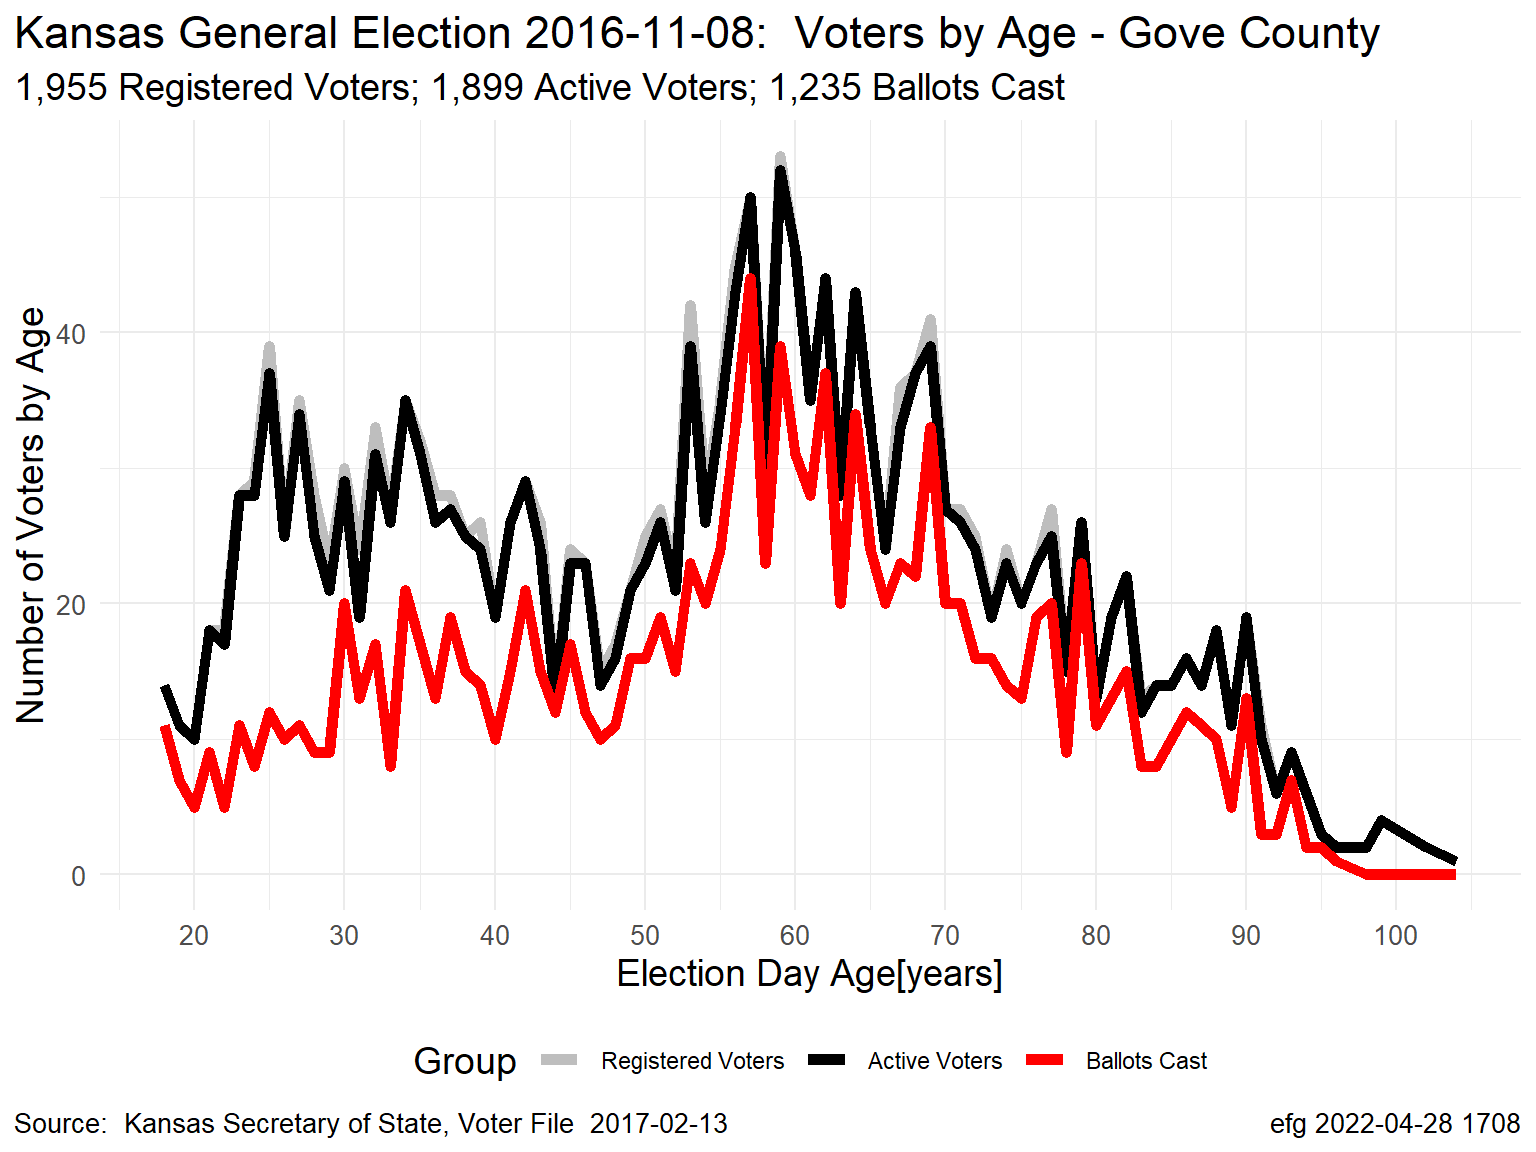 Kansas General Election 2016-11-08:  Voters by Age - Gove County
1,955 Registered Voters; 1,899 Active Voters; 1,235 Ballots Cast
Number of Voters by Age
40
20
0
20 30 40 50 60 70 80 90 100
Election Day Age[years]
Group Registered Voters Active Voters Ballots Cast
Source:  Kansas Secretary of State, Voter File  2017-02-13 efg 2022-04-28 1708